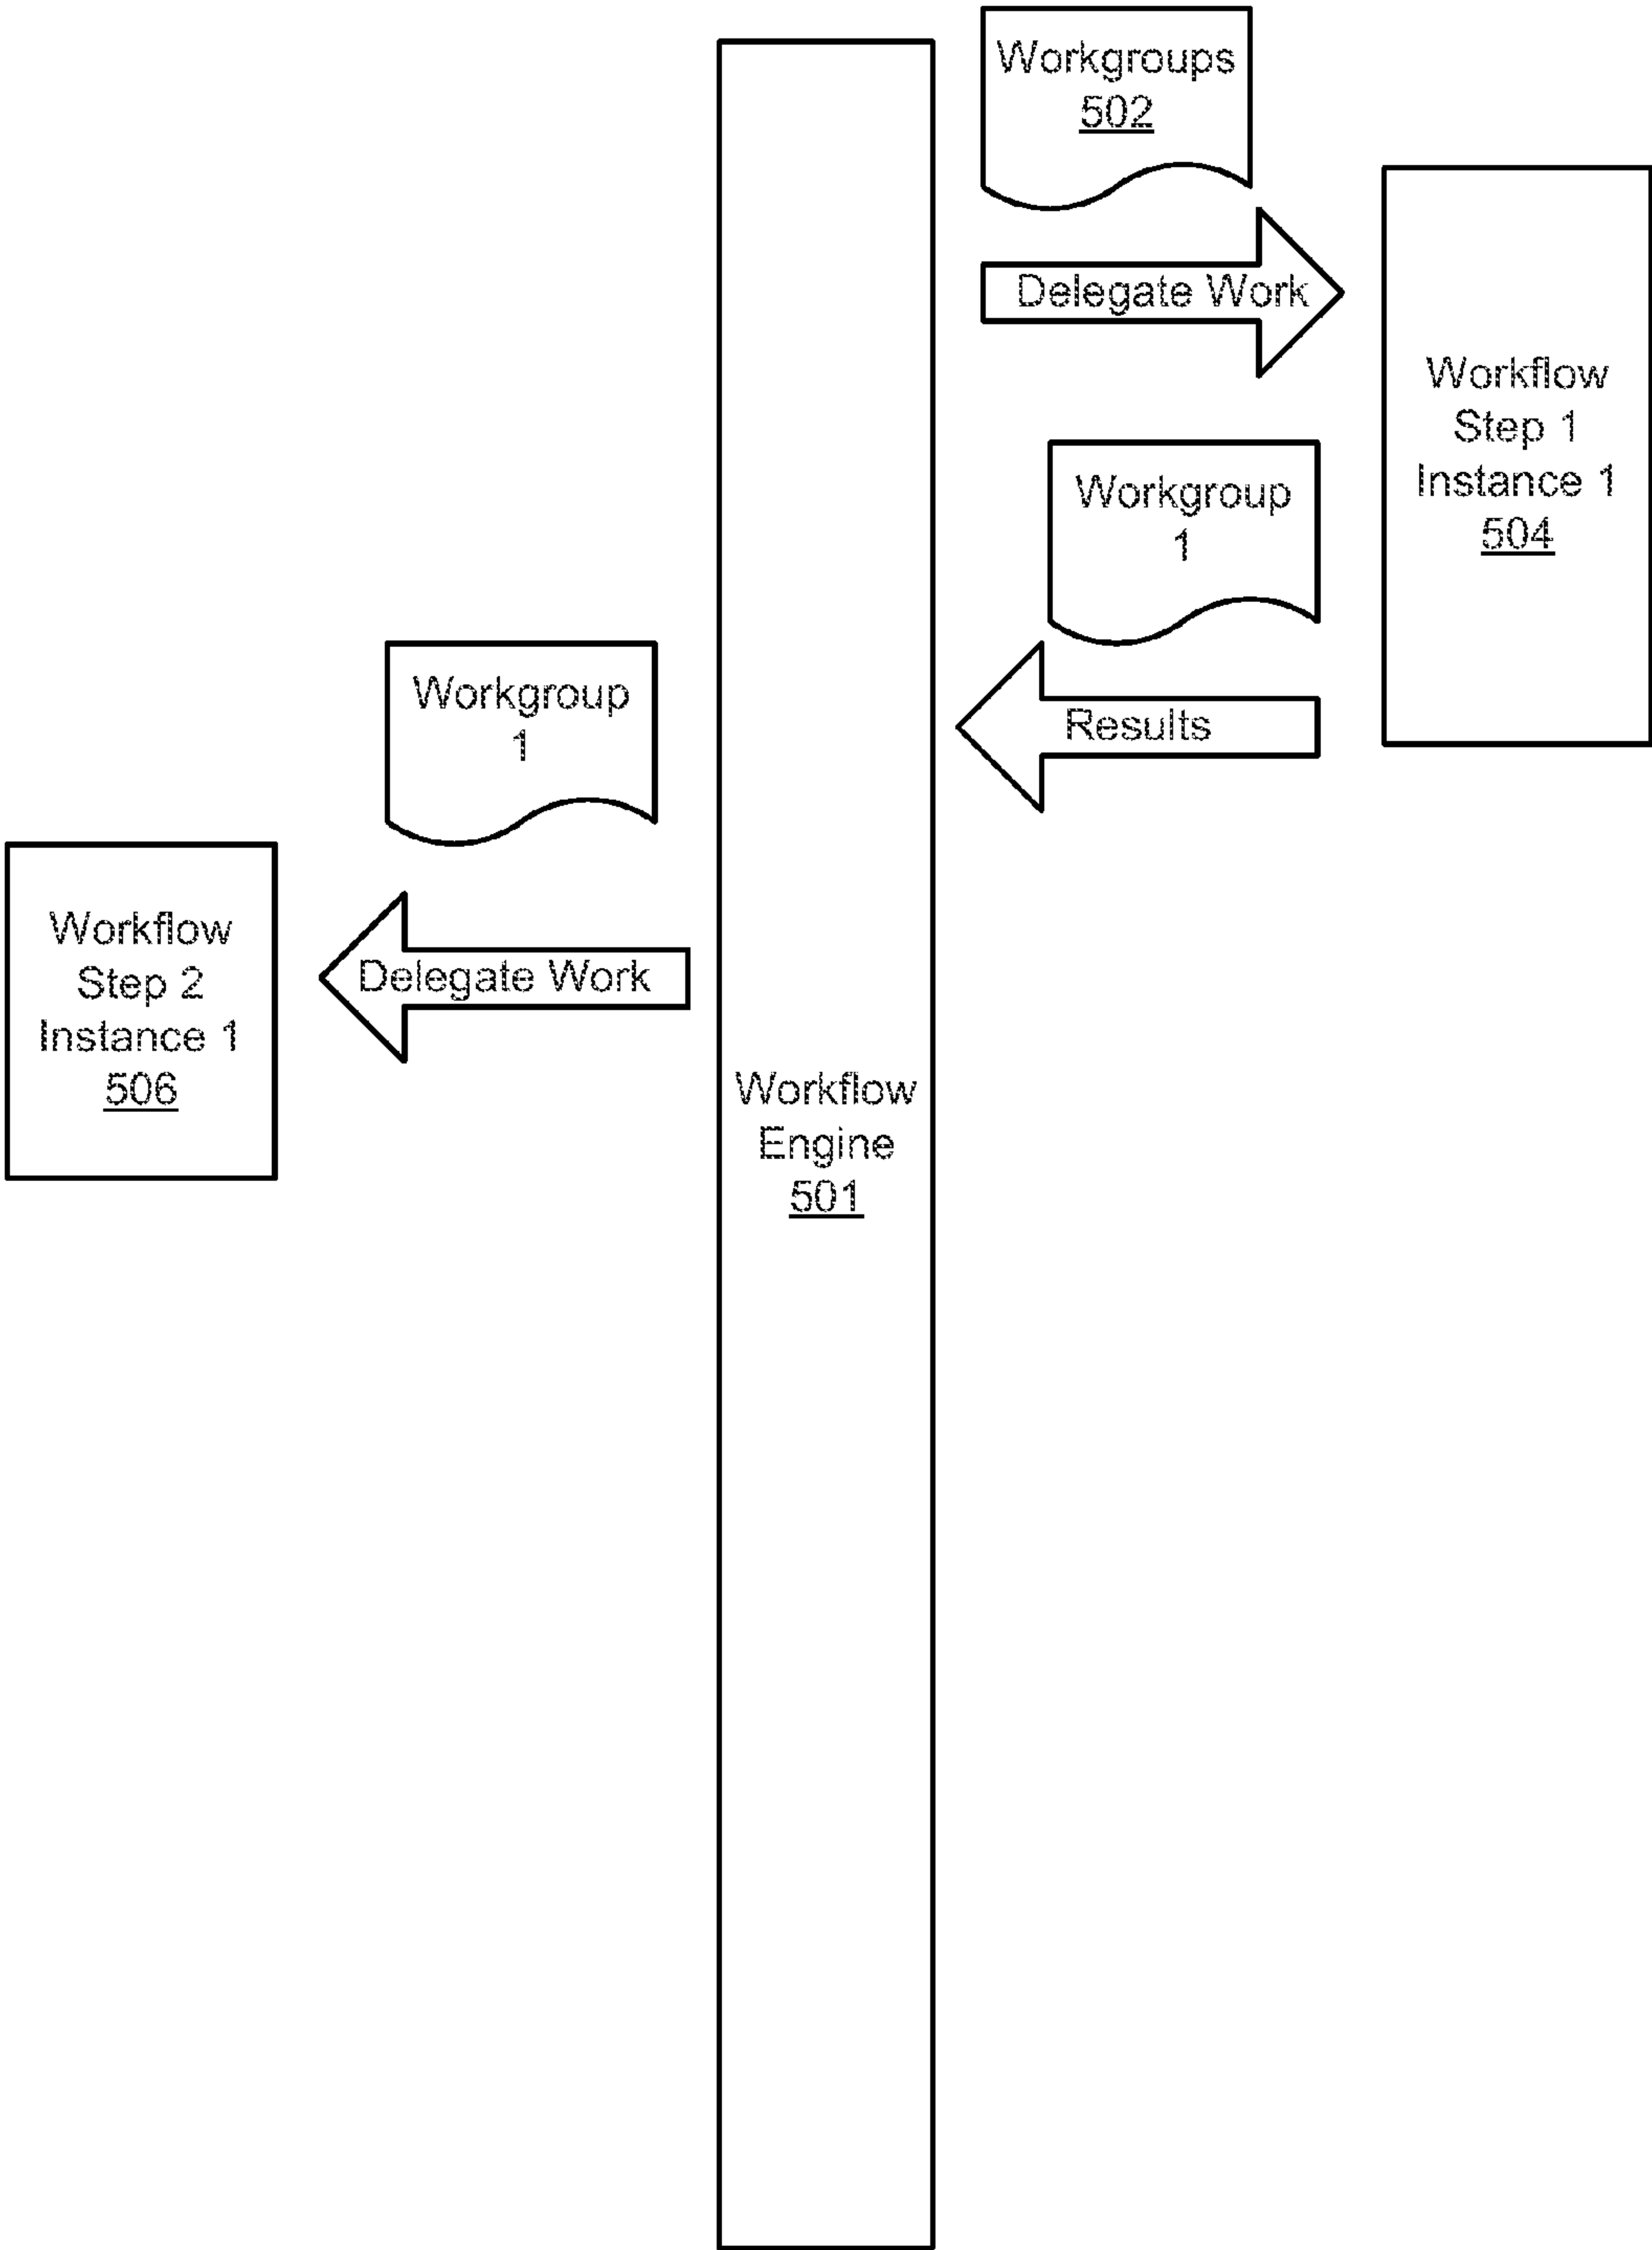 Workgroups
502
Delegate Work
Workflow
Step 1
Instance 1
504
Workgroup
1
Results
Workgroup
1
Delegate Work
Workflow
Step 2
Instance 1
506
Workflow
Engine
501